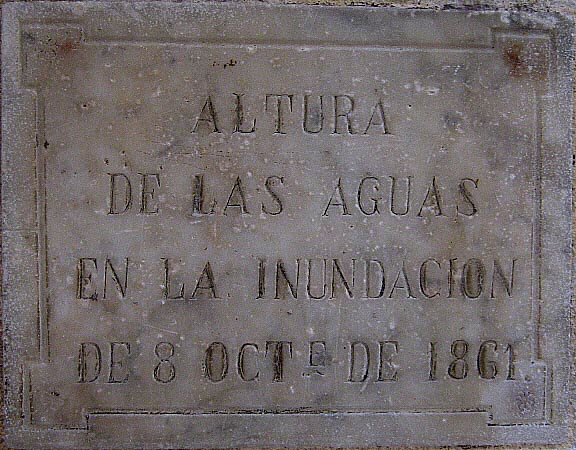 ALTURA
DE LAS AGUAS
EN LA INUNDACION
DE 8 OCTE DE 1861.